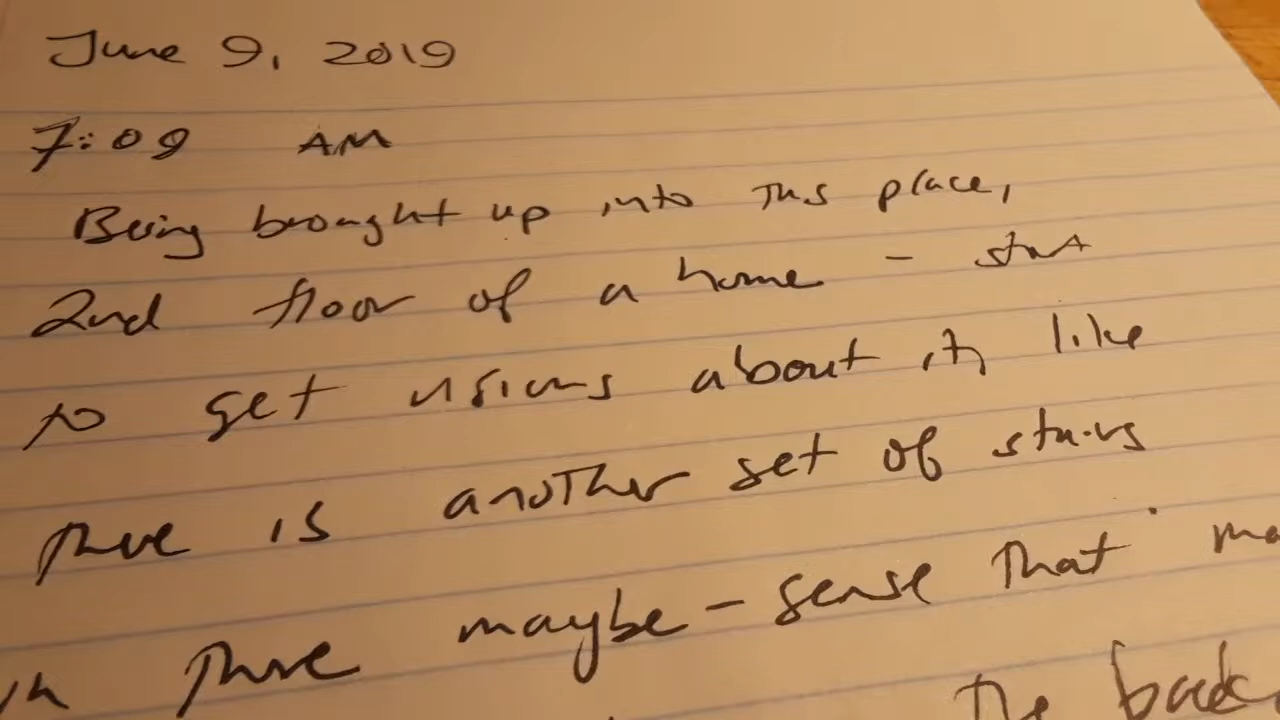 June 9, 2019
7:09 AM
Being brought up into this place,
2nd floor of a home - start
to get visions about it, like
there is another set of stairs
in there maybe - sense that
the back